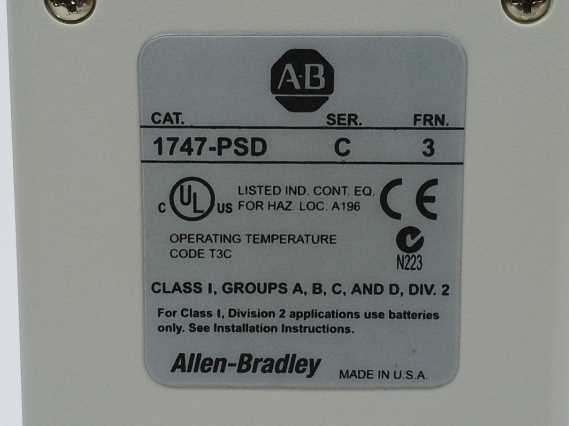 A-B
CAT. SER. FRN.
1747-PSD C 3
LISTED IND. CONT. EQ.
C UL US FOR HAZ. LOC. A196 CE
OPERATING TEMPERATURE
CODE T3C
N223
CLASS I, GROUPS A, B, C, AND D, DIV. 2
For Class I, Division 2 applications use batteries
only. See Installation Instructions.
Allen-Bradley MADE IN U.S.A.